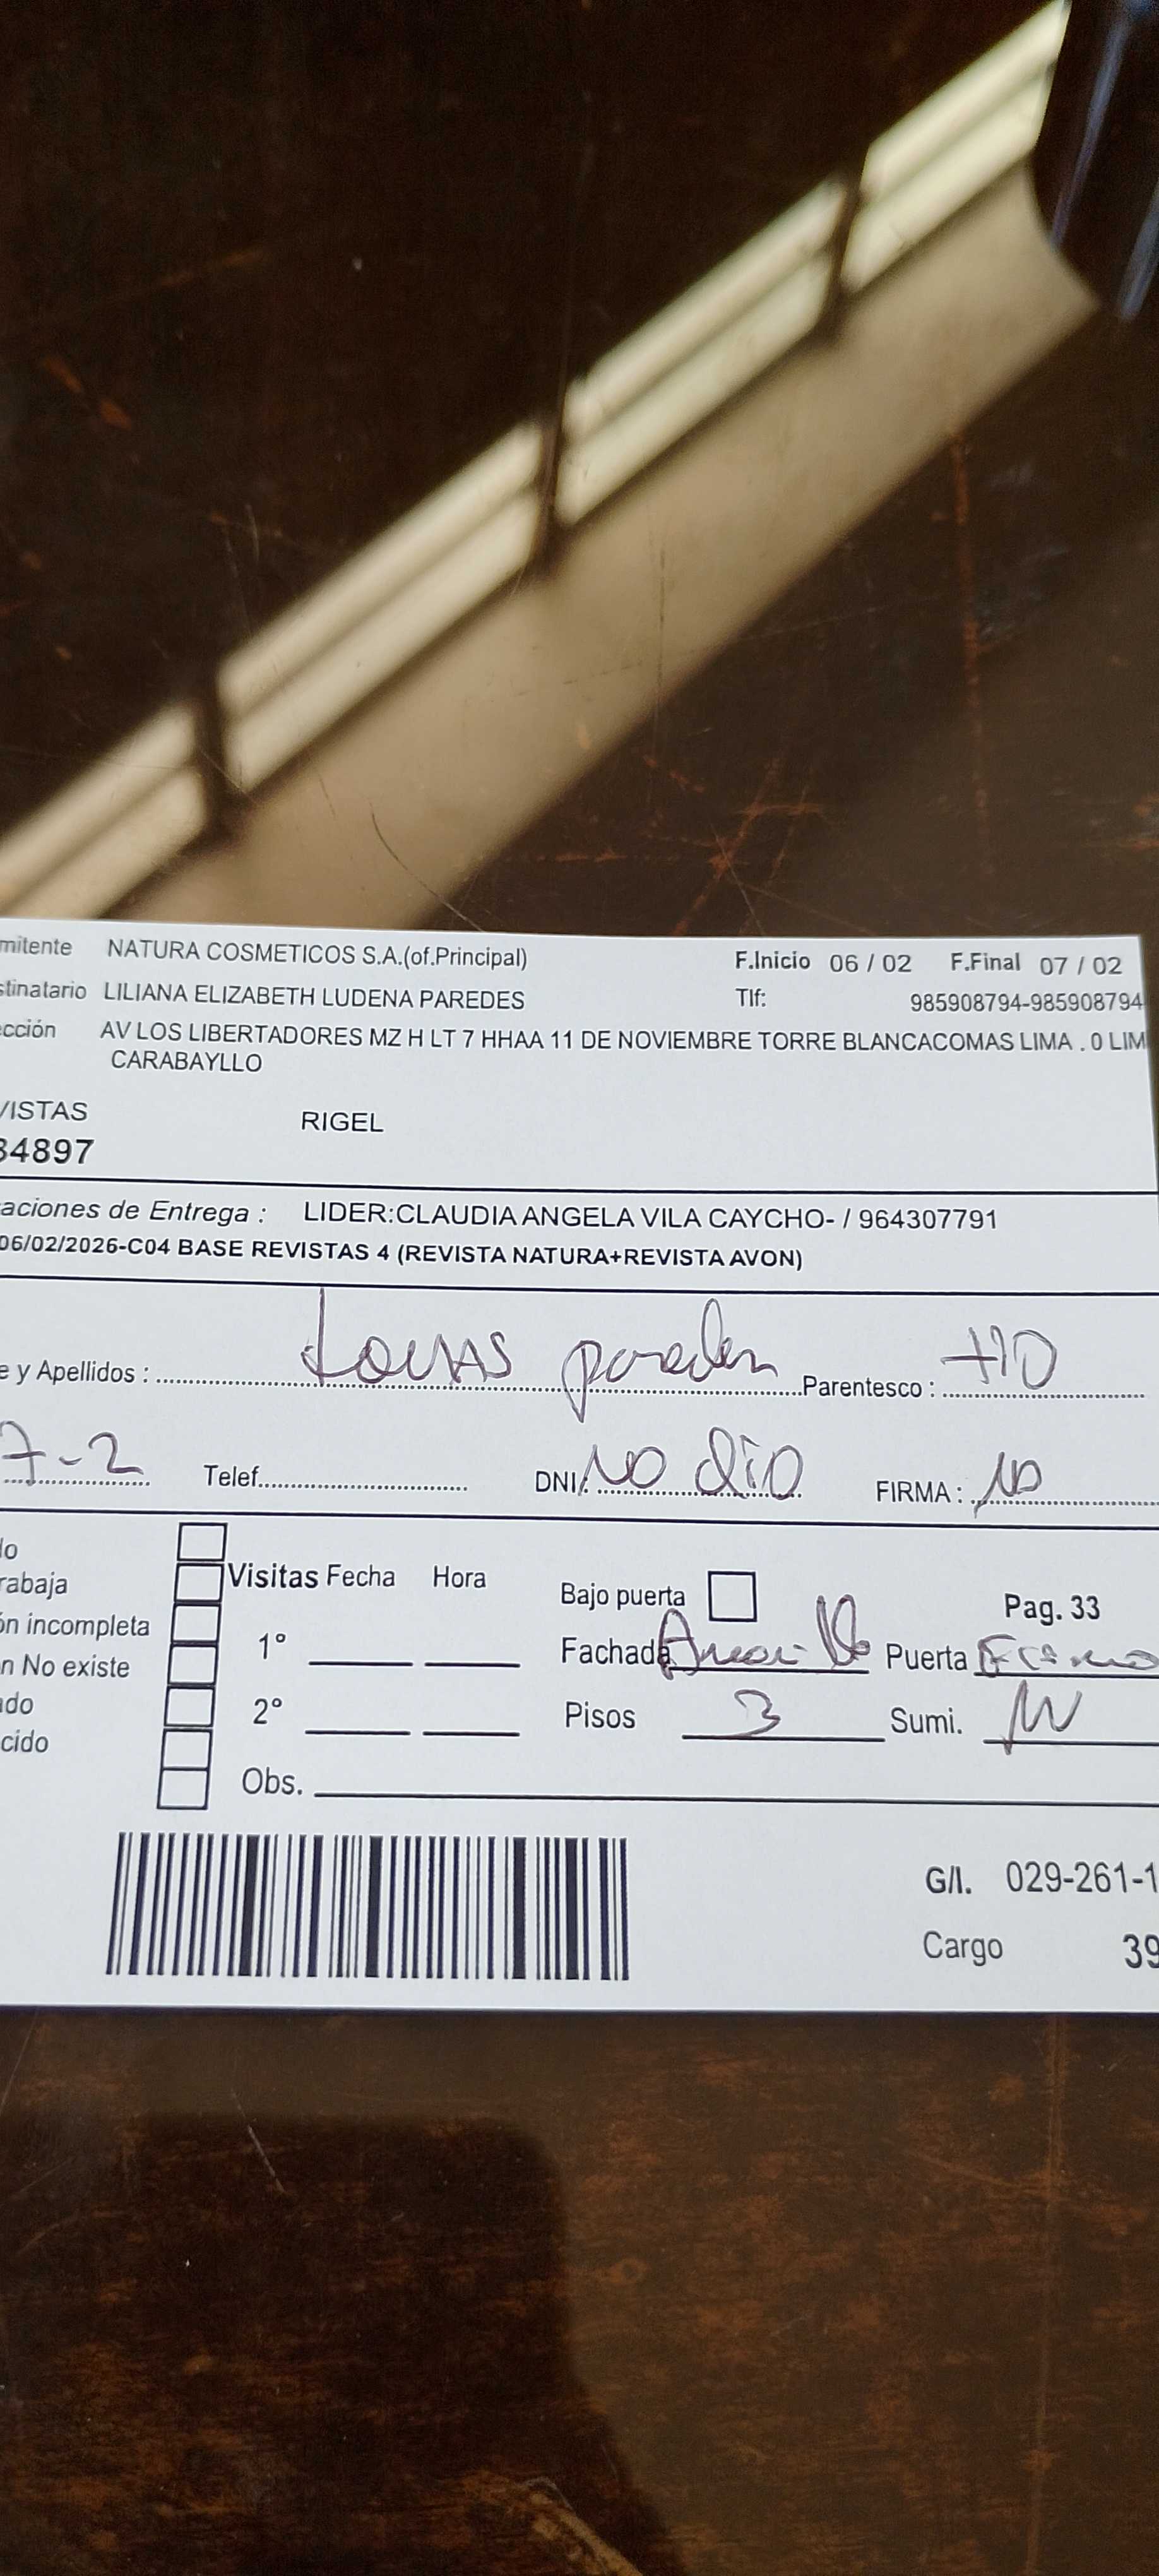 mitente NATURA COSMETICOS S.A.(of.Principal) F.Inicio 06 / 02 F.Final 07 / 02
stinatario LILIANA ELIZABETH LUDENA PAREDES Tlf: 985908794-985908794
cción AV LOS LIBERTADORES MZ H LT 7 HHAA 11 DE NOVIEMBRE TORRE BLANCACOMAS LIMA . 0 LIM
CARABAYLLO
VISTAS RIGEL
34897
aciones de Entrega : LIDER:CLAUDIA ANGELA VILA CAYCHO- / 964307791
06/02/2026-C04 BASE REVISTAS 4 (REVISTA NATURA+REVISTA AVON)
e y Apellidos : paredes Parentesco : tio
7-2 Telef. DNI: NO dio FIRMA : NO
do
rabaja Visitas Fecha Hora Bajo puerta
ón incompleta 1° Pag. 33
n No existe Fachada Amarillo Puerta
ado 2° Pisos 3 Sumi.
cido
Obs.
G/I. 029-261-1
Cargo 39